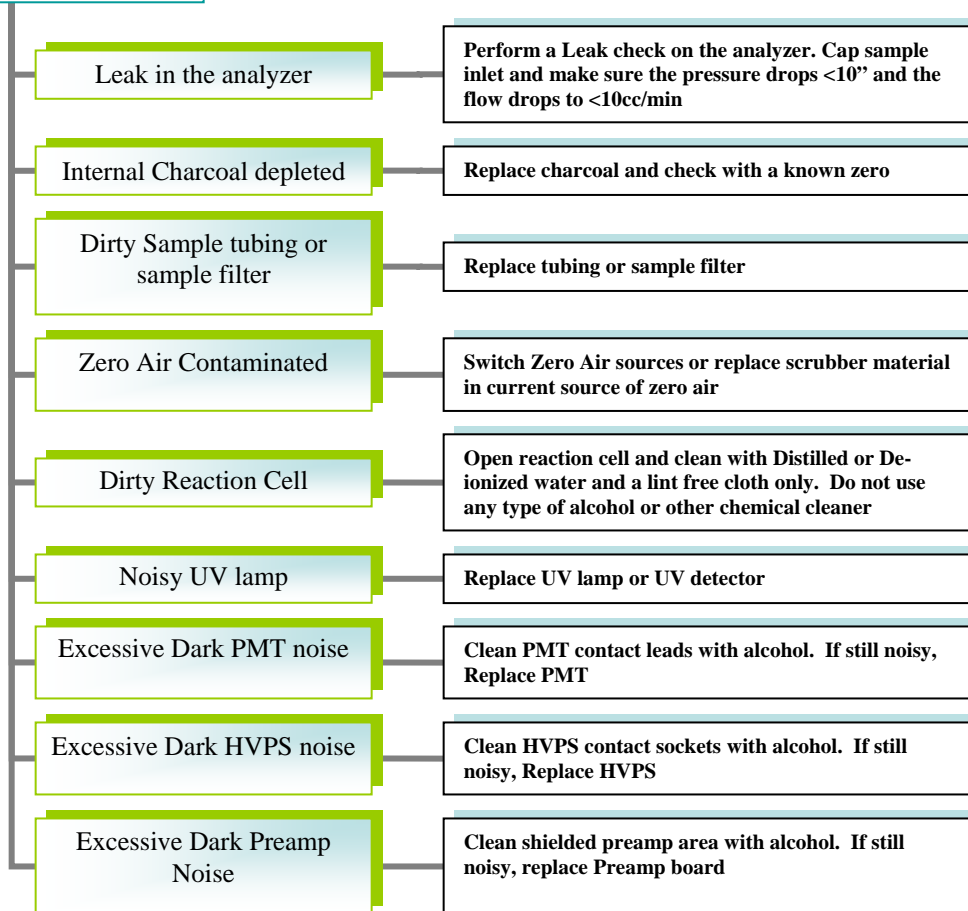 Leak in the analyzer
Perform a Leak check on the analyzer. Cap sample
inlet and make sure the pressure drops <10” and the
flow drops to <10cc/min
Internal Charcoal depleted
Replace charcoal and check with a known zero
Dirty Sample tubing or
sample filter
Replace tubing or sample filter
Zero Air Contaminated
Switch Zero Air sources or replace scrubber material
in current source of zero air
Dirty Reaction Cell
Open reaction cell and clean with Distilled or De-
ionized water and a lint free cloth only.  Do not use
any type of alcohol or other chemical cleaner
Noisy UV lamp
Replace UV lamp or UV detector
Excessive Dark PMT noise
Clean PMT contact leads with alcohol.  If still noisy,
Replace PMT
Excessive Dark HVPS noise
Clean HVPS contact sockets with alcohol.  If still
noisy, Replace HVPS
Excessive Dark Preamp
Noise
Clean shielded preamp area with alcohol.  If still
noisy, replace Preamp board